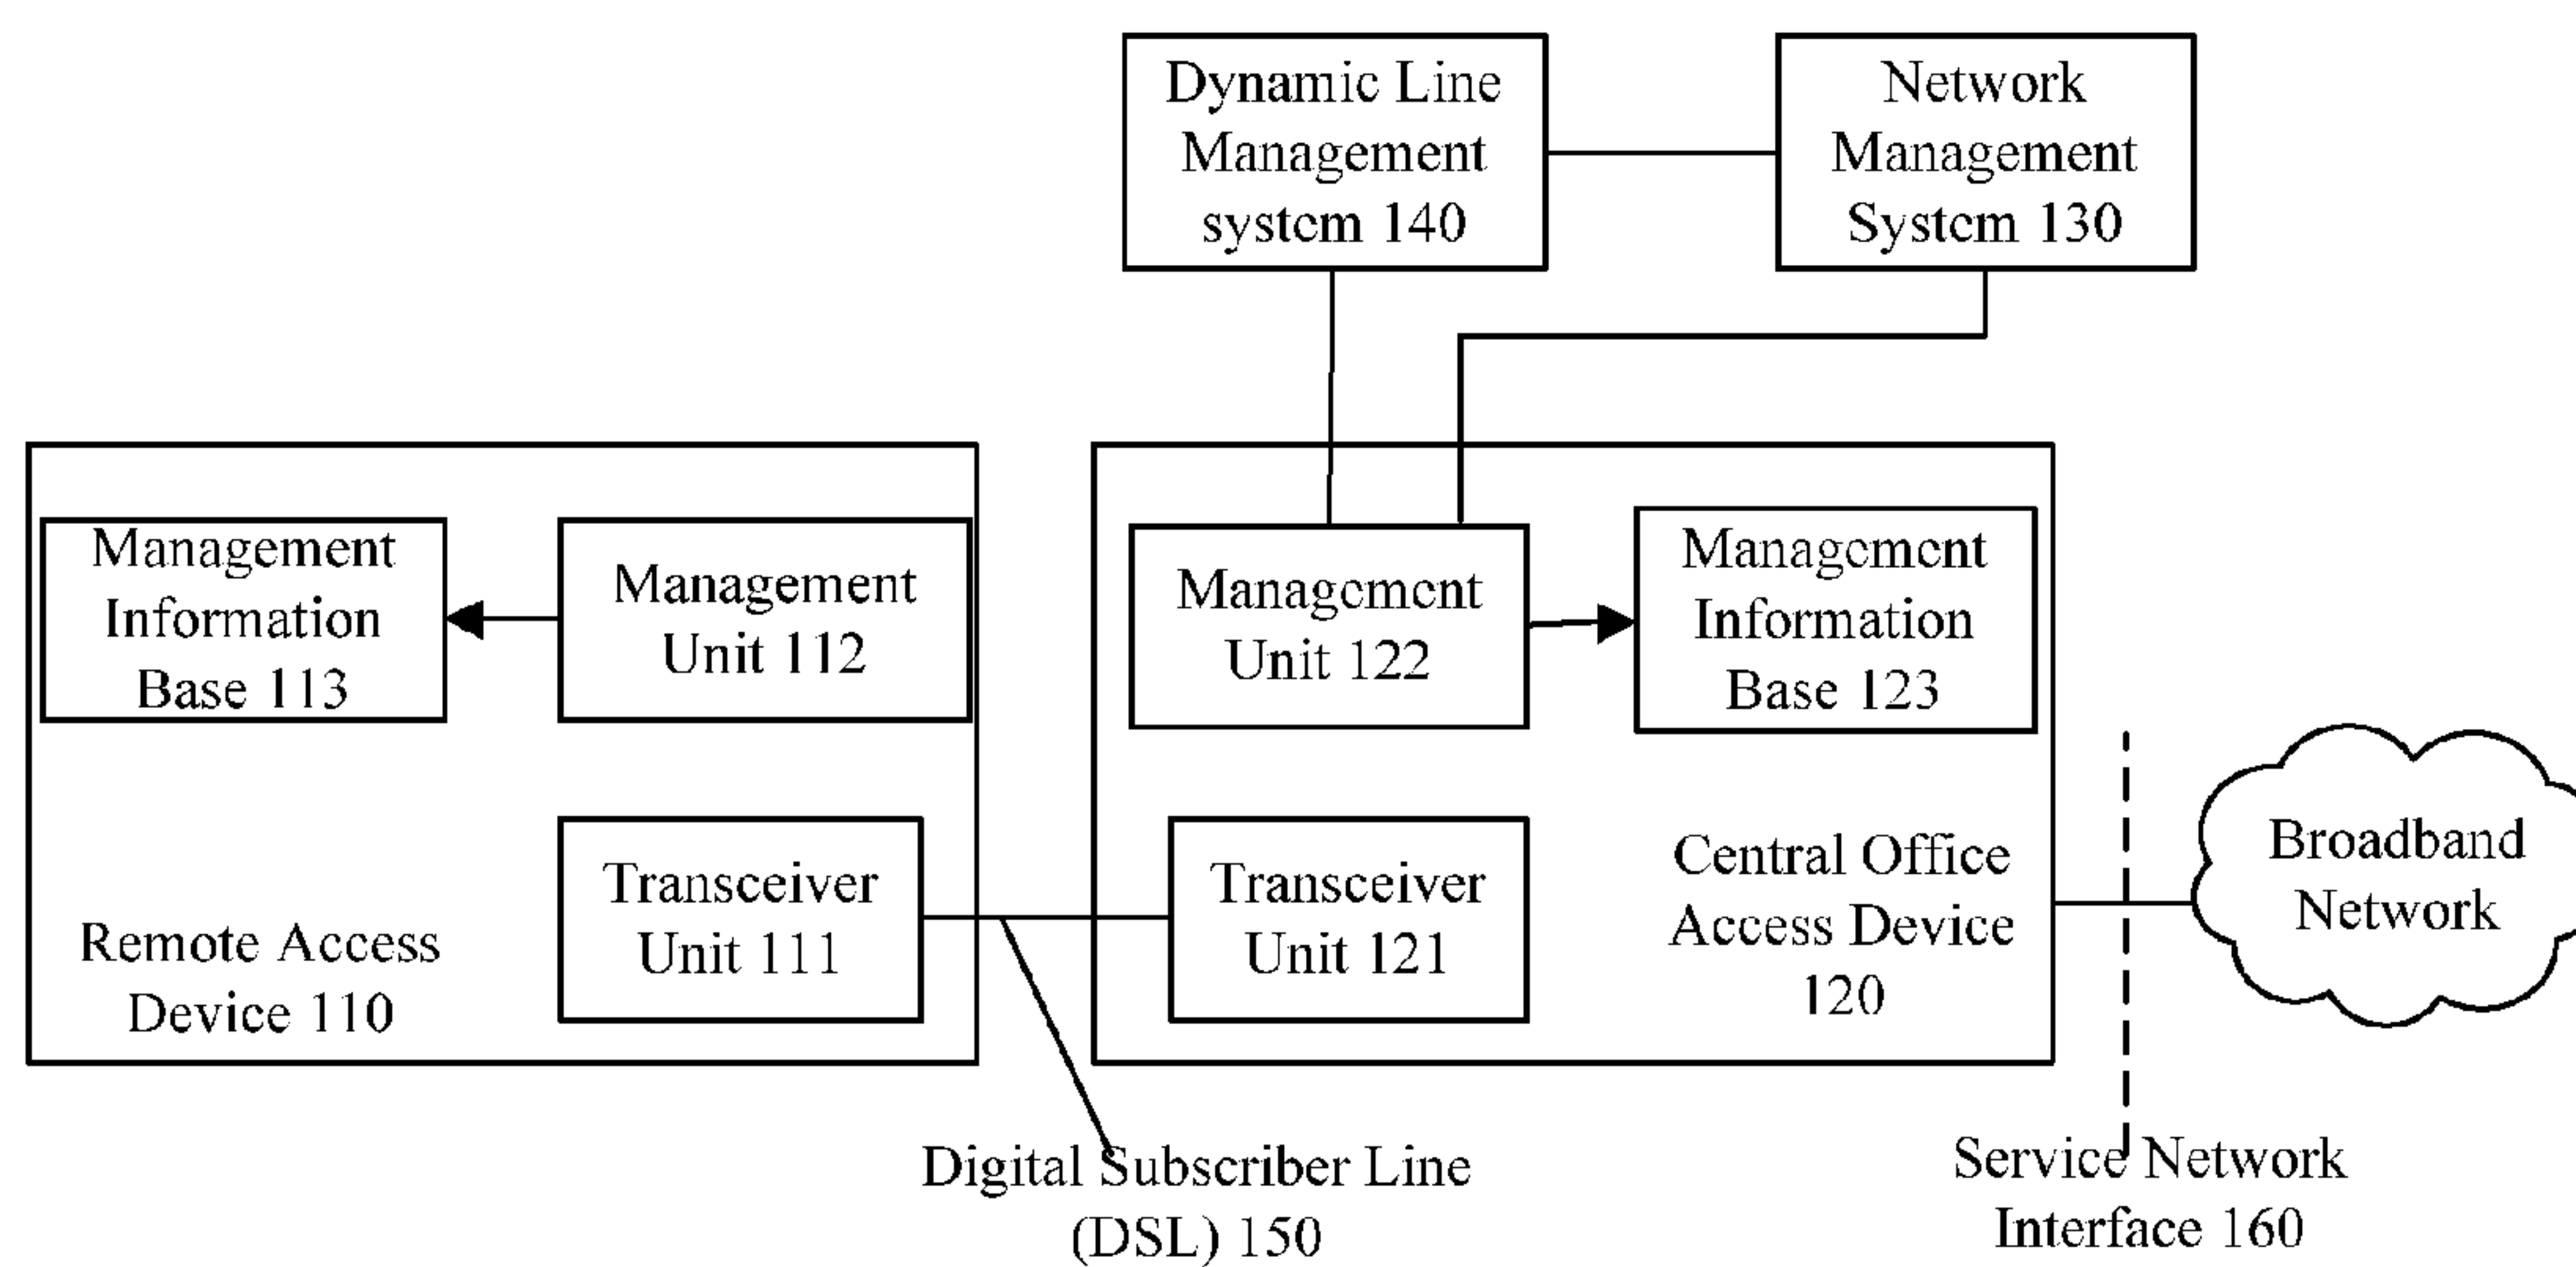 Dynamic Line
Management
system 140
Network
Management
System 130
Management
Information
Base 113
Management
Unit 112
Management
Unit 122
Management
Information
Base 123
Transceiver
Unit 111
Remote Access
Device 110
Transceiver
Unit 121
Central Office
Access Device
120
Broadband
Network
Digital Subscriber Line
(DSL) 150
Service Network
Interface 160